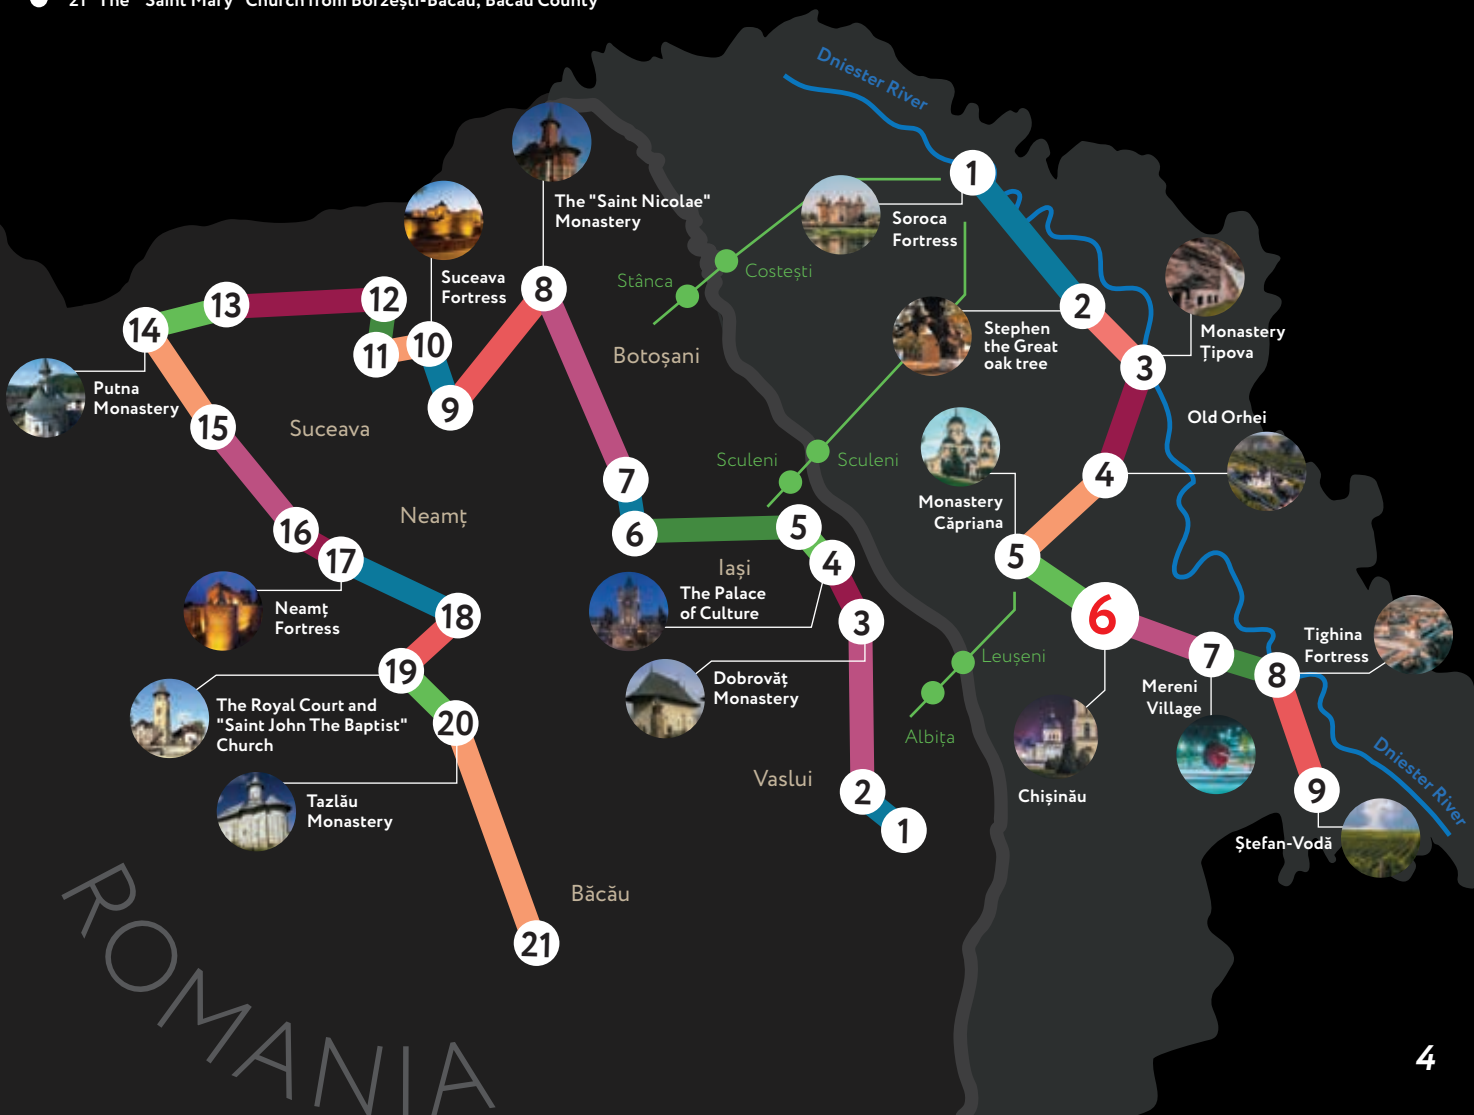 21 The "Saint Mary" Church from Borzești-Bacău, Bacău County
Dniester River
1
Soroca
Fortress
The "Saint Nicolae"
Monastery
Suceava
Fortress
8
Stânca
Costești
13
12
14
11
10
9
2
Stephen
the Great
oak tree
Monastery
Țipova
3
Botoșani
Putna
Monastery
15
Suceava
Old Orhei
Sculeni
Sculeni
4
7
Monastery
Căpriana
Neamț
16
6
5
17
Iași
4
5
The Palace
of Culture
Neamț
Fortress
18
3
6
Leușeni
7
8
Tighina
Fortress
19
Dobrovăț
Monastery
Mereni
Village
The Royal Court and
"Saint John The Baptist"
Church
20
Albița
Dniester River
Vaslui
2
1
Chișinău
9
Tazlău
Monastery
Ștefan-Vodă
Băcău
21
ROMANIA
4